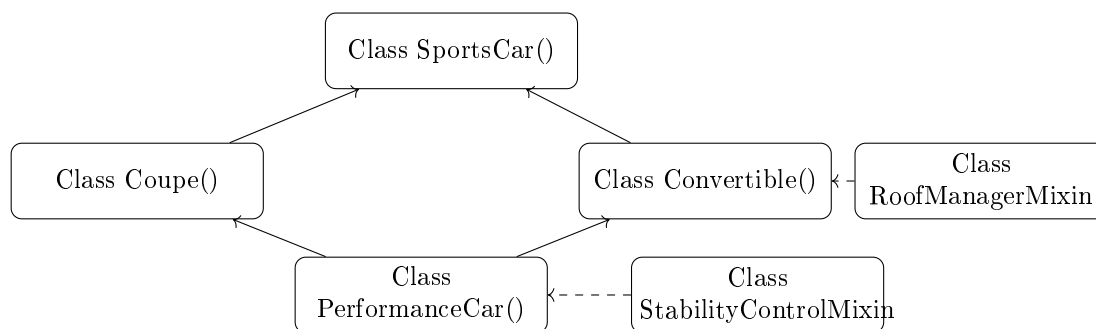 Class SportsCar()
Class Coupe()
Class Convertible()
Class
RoofManagerMixin
Class
PerformanceCar()
Class
StabilityControlMixin